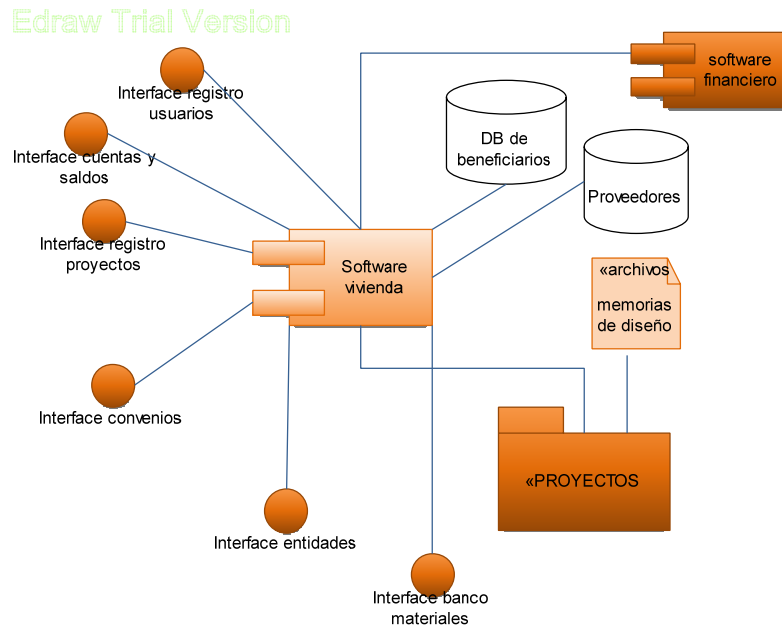 Edraw Trial Version
software
financiero
Interface registro
usuarios
DB de
beneficiarios
Interface cuentas y
saldos
Proveedores
Interface registro
proyectos
Software
vivienda
«archivos
memorias
de diseño
Interface convenios
«PROYECTOS
Interface entidades
Interface banco
materiales